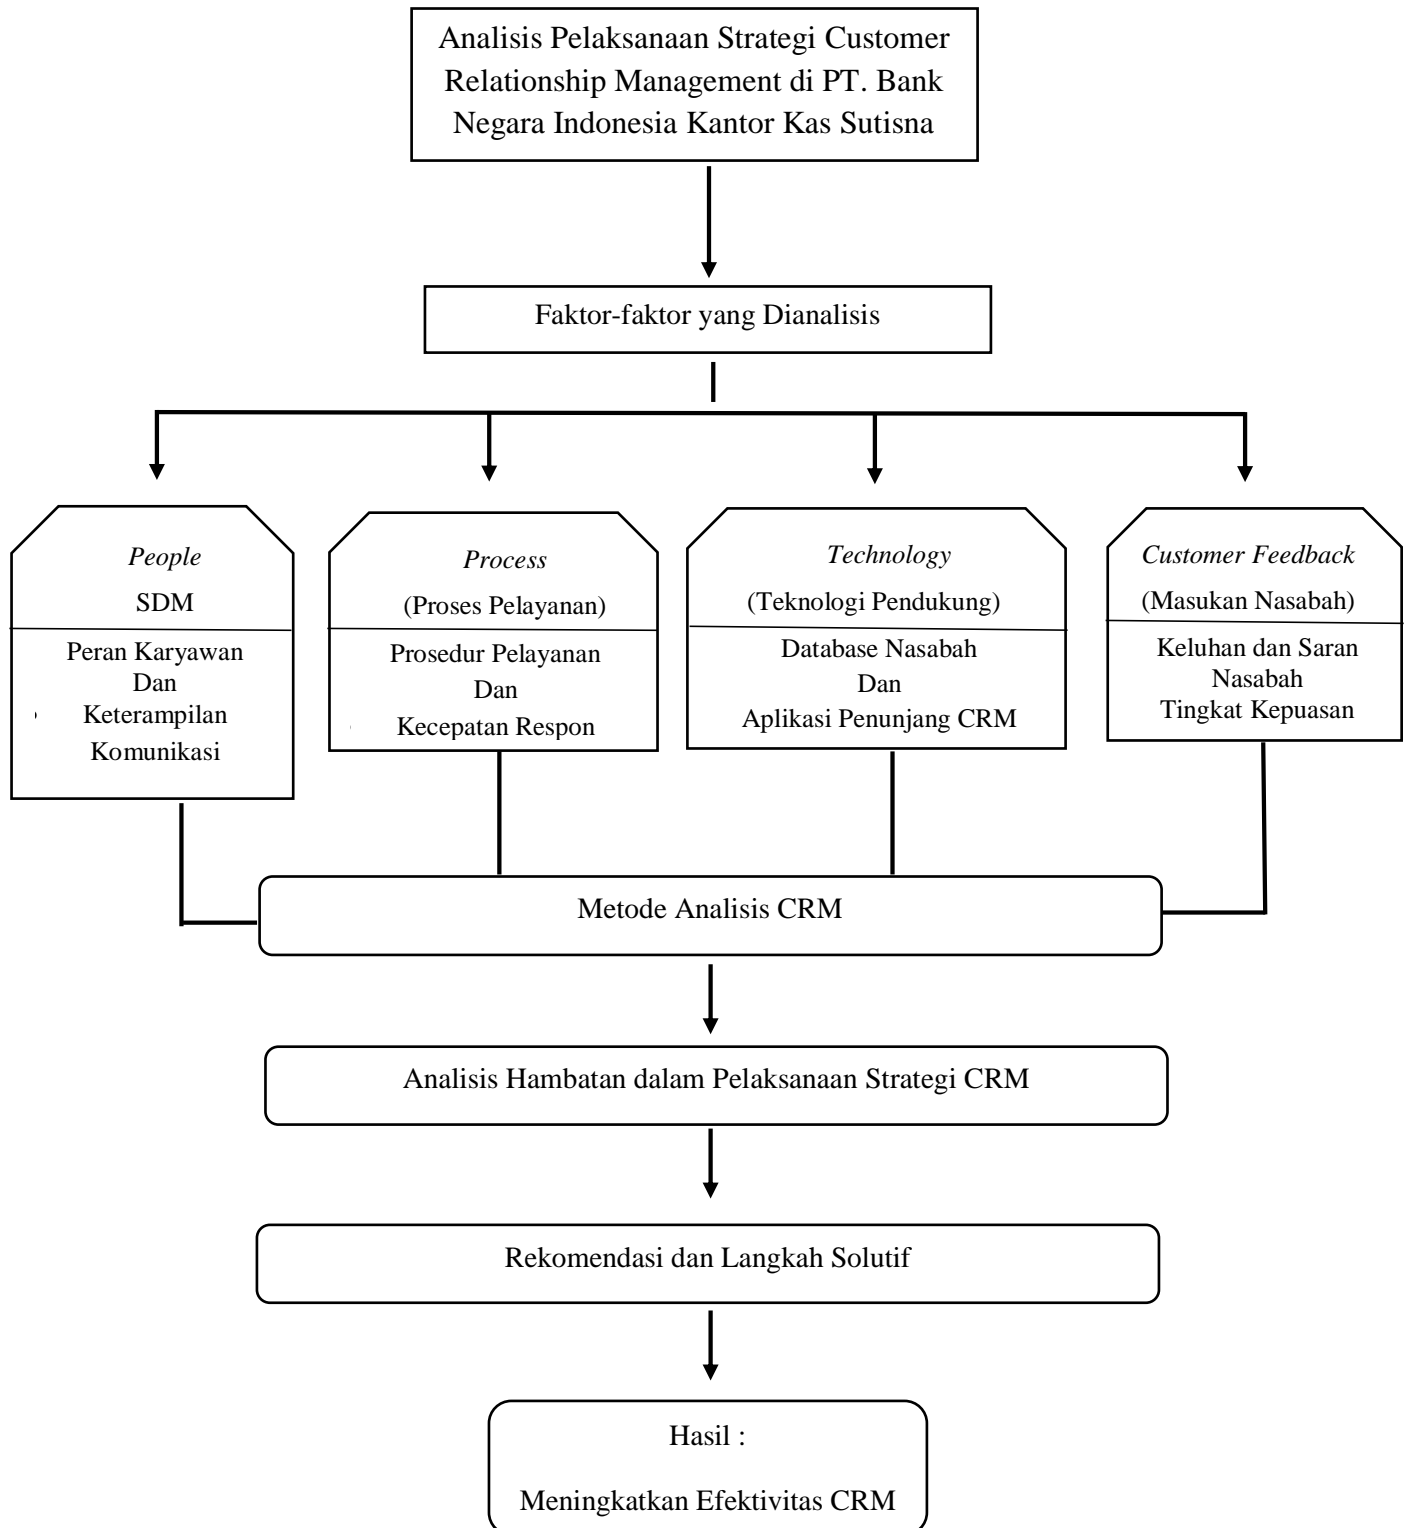 Analisis Pelaksanaan Strategi Customer
Relationship Management di PT. Bank
Negara Indonesia Kantor Kas Sutisna
Faktor-faktor yang Dianalisis
People
SDM
Peran Karyawan
Dan
Keterampilan
Komunikasi
Process
(Proses Pelayanan)
Prosedur Pelayanan
Dan
Kecepatan Respon
Technology
(Teknologi Pendukung)
Database Nasabah
Dan
Aplikasi Penunjang CRM
Customer Feedback
(Masukan Nasabah)
Keluhan dan Saran
Nasabah
Tingkat Kepuasan
Metode Analisis CRM
Analisis Hambatan dalam Pelaksanaan Strategi CRM
Rekomendasi dan Langkah Solutif
Hasil :
Meningkatkan Efektivitas CRM